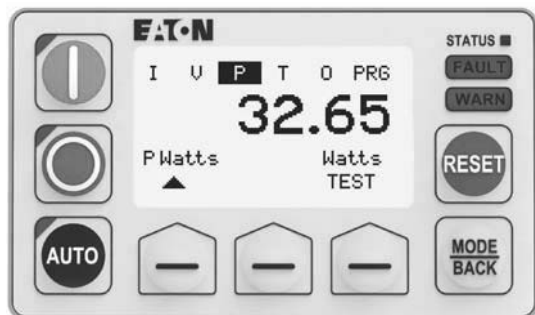 EATON
STATUS
FAULT
WARN
I V P T O PRG
32.65
P Watts Watts
TEST
RESET
AUTO
MODE
BACK